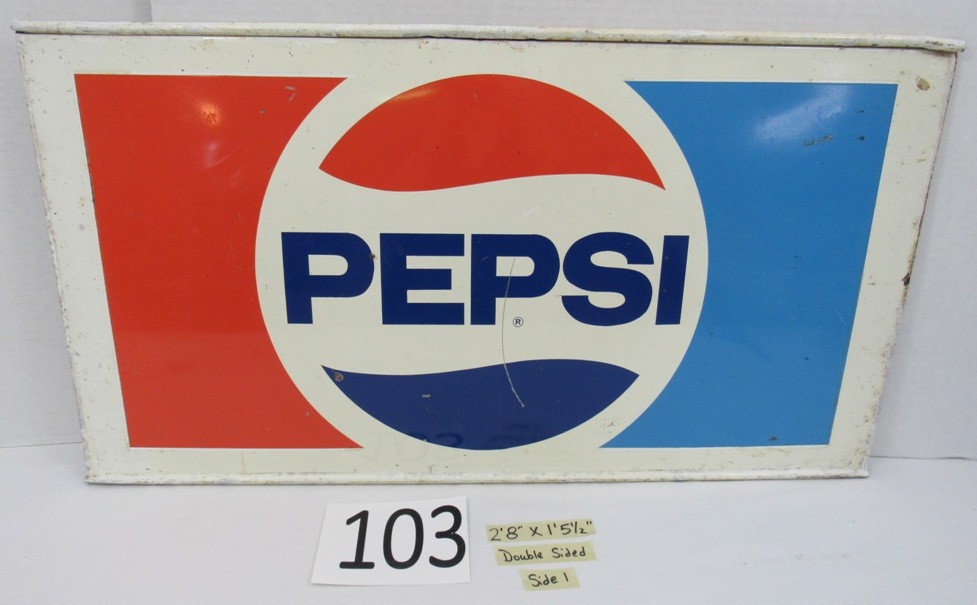 PEPSI
®
103
2'8" X 1'5½"
Double Sided
Side 1